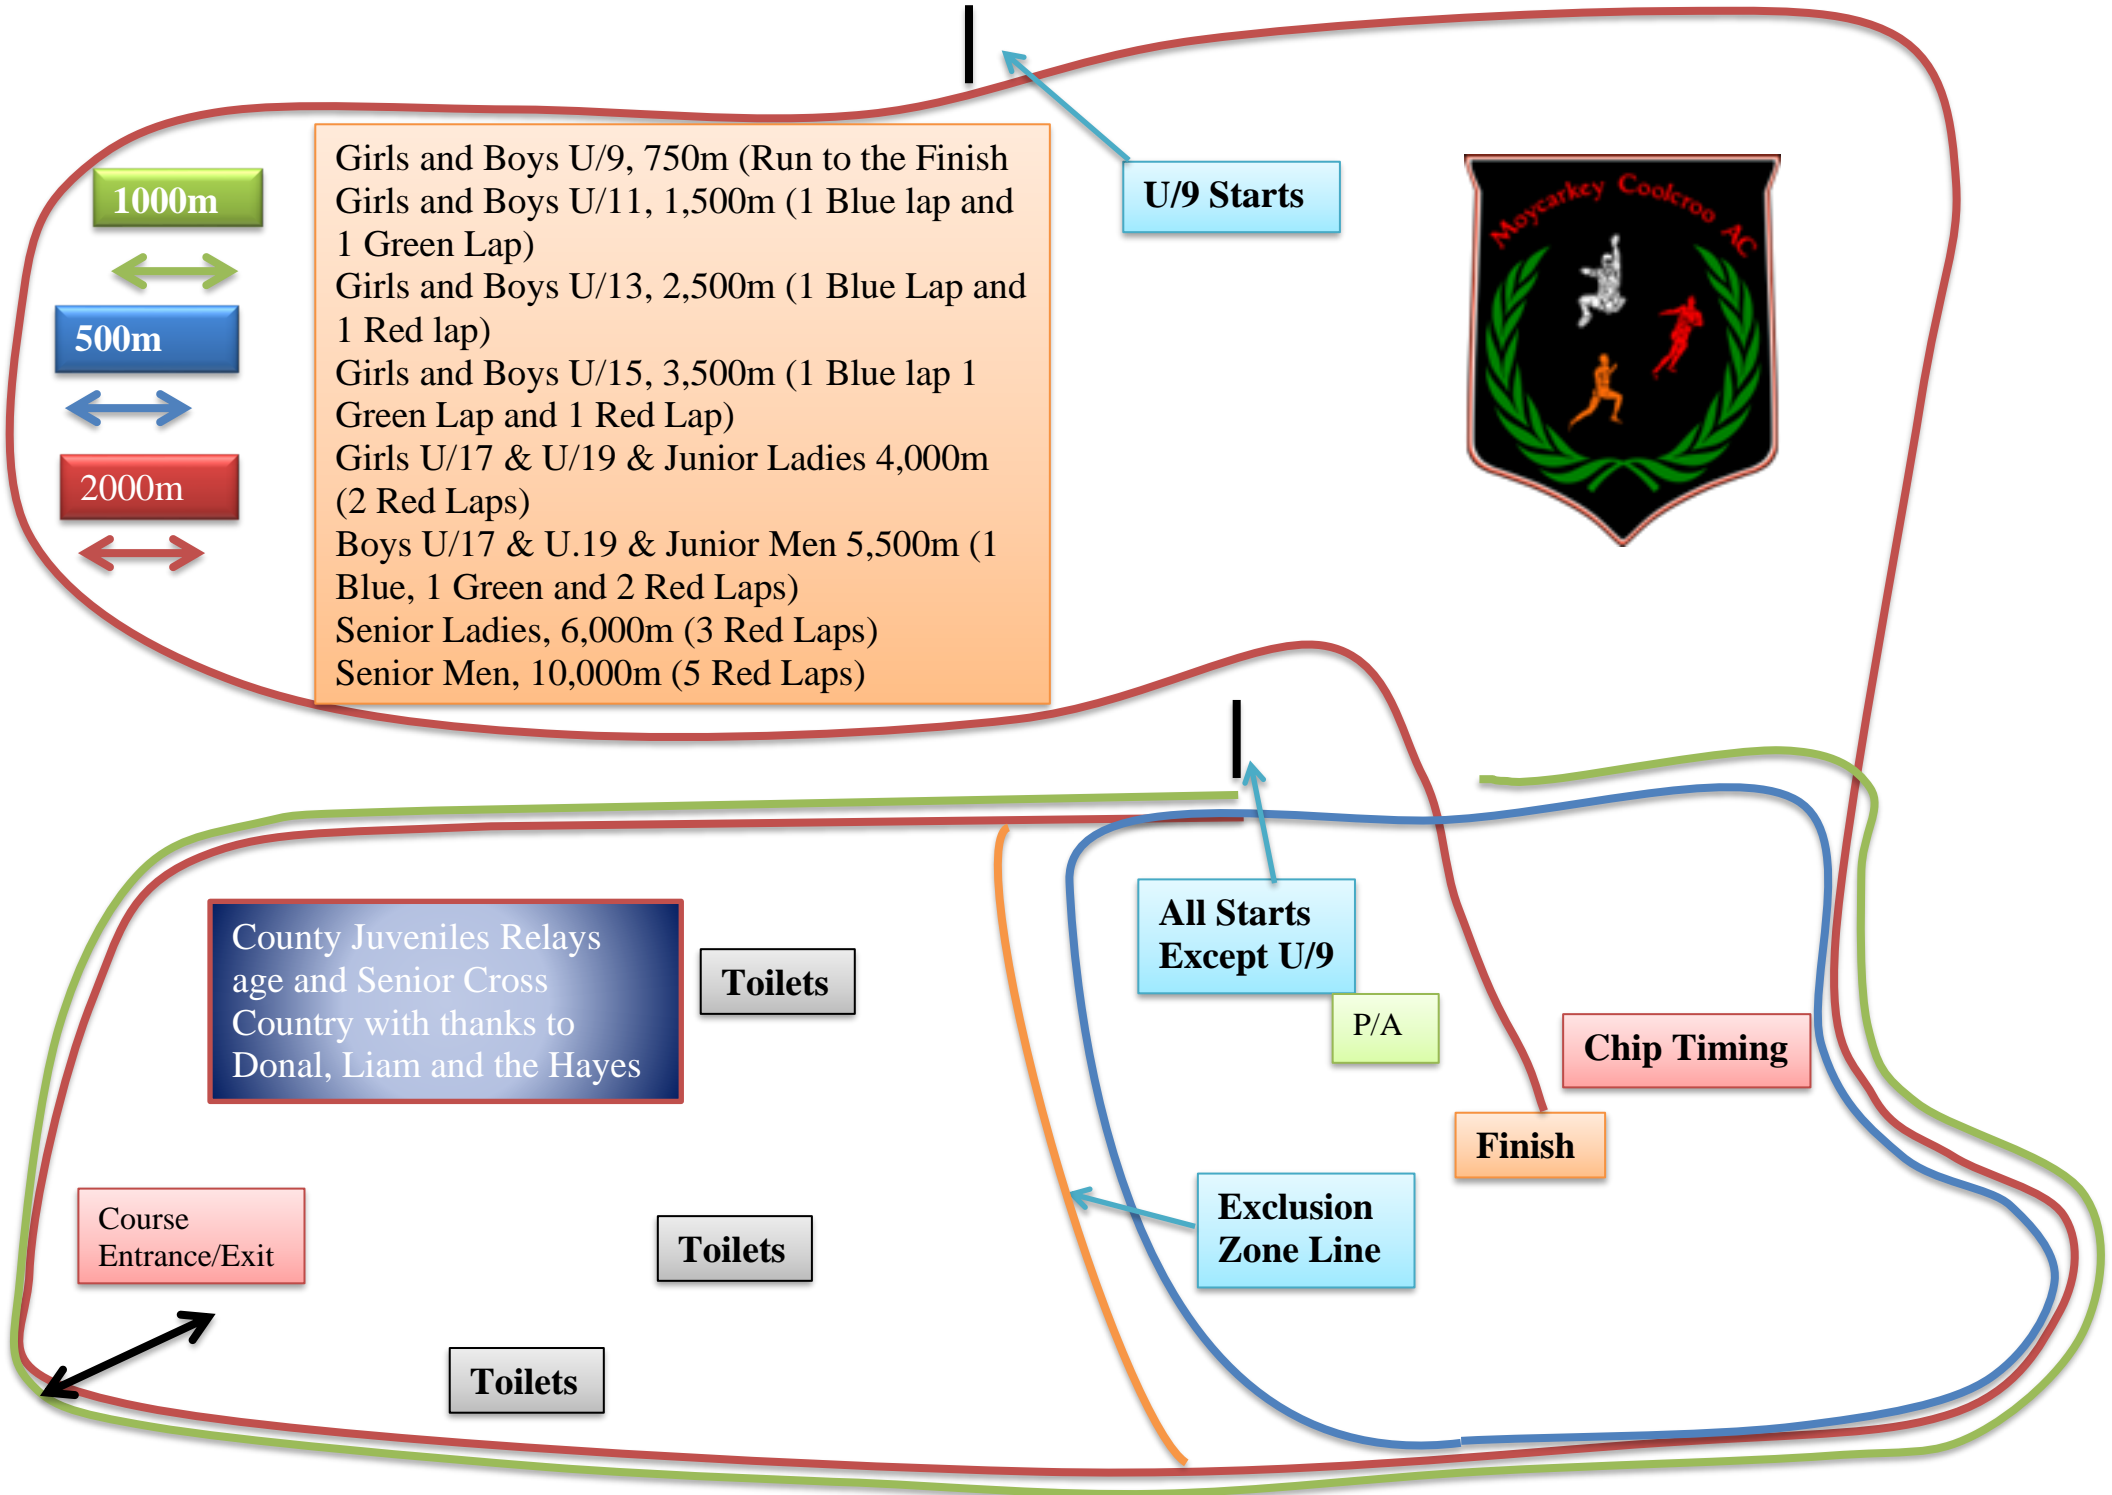 Girls and Boys U/9, 750m (Run to the Finish
Girls and Boys U/11, 1,500m (1 Blue lap and
1 Green Lap)
Girls and Boys U/13, 2,500m (1 Blue Lap and
1 Red lap)
Girls and Boys U/15, 3,500m (1 Blue lap 1
Green Lap and 1 Red Lap)
Girls U/17 & U/19 & Junior Ladies 4,000m
(2 Red Laps)
Boys U/17 & U.19 & Junior Men 5,500m (1
Blue, 1 Green and 2 Red Laps)
Senior Ladies, 6,000m (3 Red Laps)
Senior Men, 10,000m (5 Red Laps)
1000m
500m
2000m
U/9 Starts
Moycarkey Coolcroo AC
All Starts
Except U/9
P/A
Chip Timing
Finish
Exclusion
Zone Line
County Juveniles Relays
age and Senior Cross
Country with thanks to
Donal, Liam and the Hayes
Toilets
Toilets
Toilets
Course
Entrance/Exit